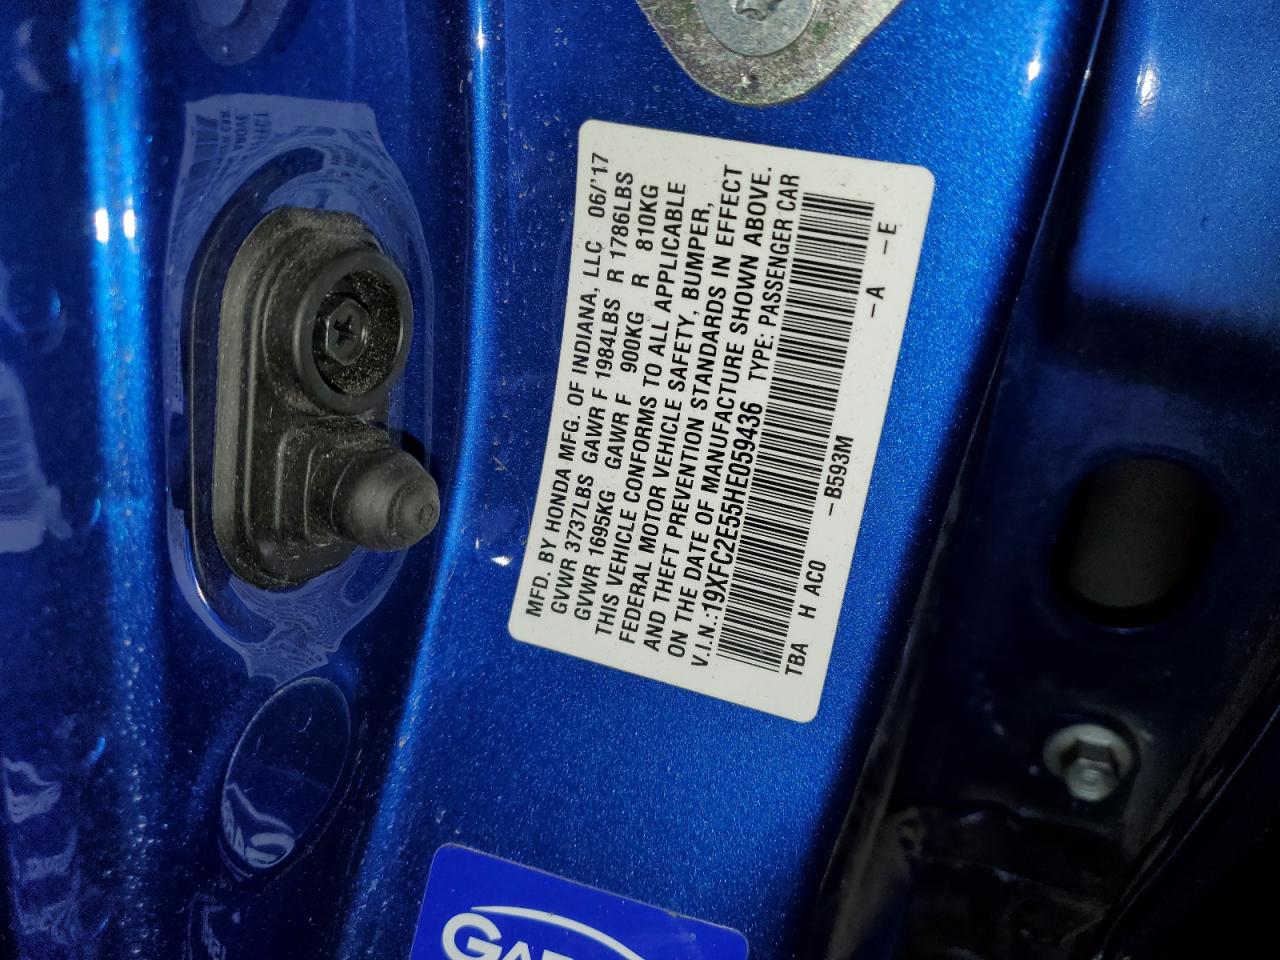 MFD. BY HONDA MFG. OF INDIANA, LLC 06/'17
GVWR 3737LBS GAWR F 1984LBS R 1786LBS
GVWR 1695KG GAWR F 900KG R 810KG
THIS VEHICLE CONFORMS TO ALL APPLICABLE
FEDERAL MOTOR VEHICLE SAFETY, BUMPER,
AND THEFT PREVENTION STANDARDS IN EFFECT
ON THE DATE OF MANUFACTURE SHOWN ABOVE.
V.I.N.:19XFC2E55HE059436 TYPE: PASSENGER CAR
TBA H AC0 -B593M -A -E